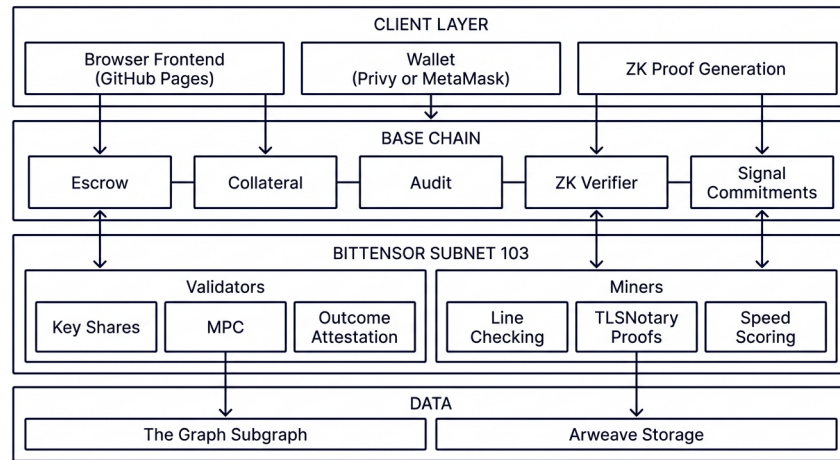 CLIENT LAYER
Browser Frontend
(GitHub Pages)
Wallet
(Privy or MetaMask)
ZK Proof Generation
BASE CHAIN
Escrow
Collateral
Audit
ZK Verifier
Signal
Commitments
BITTENSOR SUBNET 103
Validators
Key Shares
MPC
Outcome
Attestation
Miners
Line
Checking
TLSNotary
Proofs
Speed
Scoring
DATA
The Graph Subgraph
Arweave Storage